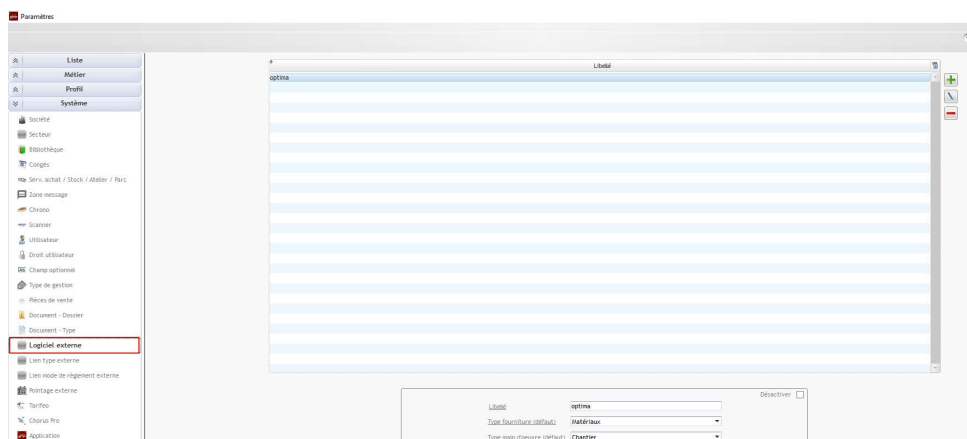 Paramètres
Liste
Métier
Profil
Système
Société
Secteur
Bibliothèque
Congés
Serv. achat / Stock / Atelier / Parc
Zone message
Chrono
Scanner
Utilisateur
Droit utilisateur
Champ optionnel
Type de gestion
Pièces de vente
Document - Dossier
Document - Type
Logiciel externe
Lien type externe
Lien mode de règlement externe
Pointage externe
Tarifeo
Chorus Pro
Application
Libellé
optima
Désactiver
Libellé optima
Type fourniture (défaut) Matériaux
Type main d'oeuvre (défaut) Chantier